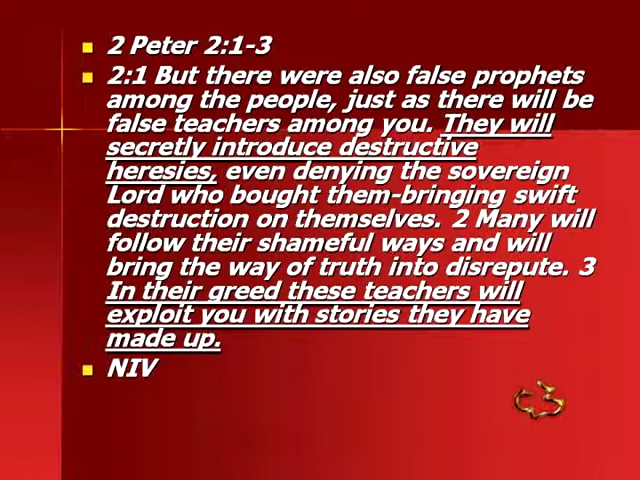 2 Peter 2:1-3
2:1 But there were also false prophets
among the people, just as there will be
false teachers among you. They will
secretly introduce destructive
heresies, even denying the sovereign
Lord who bought them-bringing swift
destruction on themselves. 2 Many will
follow their shameful ways and will
bring the way of truth into disrepute. 3
In their greed these teachers will
exploit you with stories they have
made up.
NIV